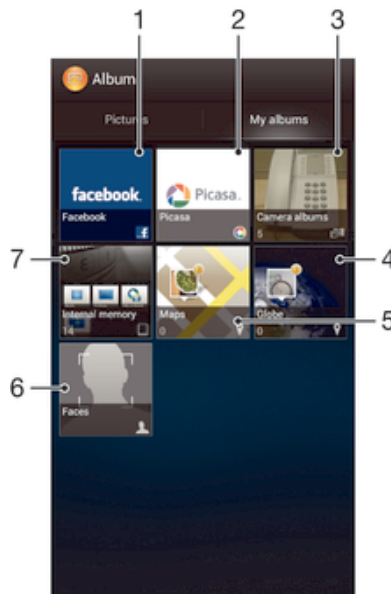 1 2 3
Album
Pictures My albums
facebook.
Picasa.
Facebook
Picasa
Camera albums
5
7
4
Internal memory
14
Maps
0
Globe
0
5
6
Faces